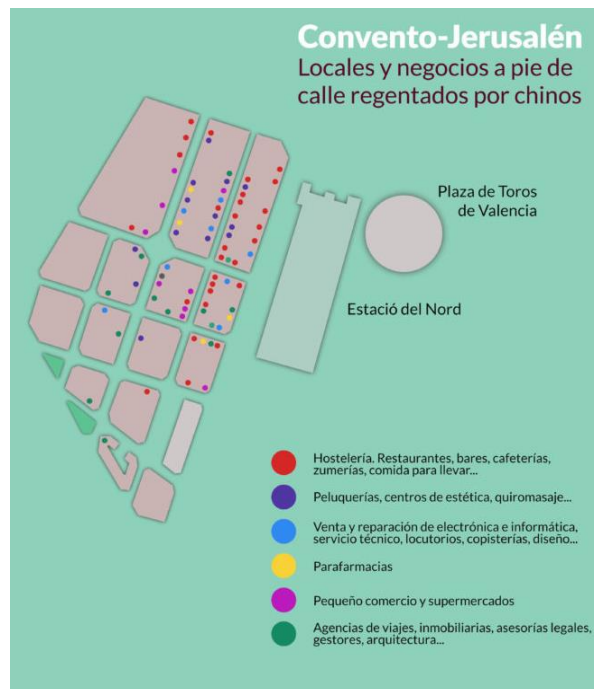 Convento-Jerusalén
Locales y negocios a pie de
calle regentados por chinos
Plaza de Toros
de Valencia
Estació del Nord
Hostelería. Restaurantes, bares, cafeterías,
zumerías, comida para llevar...
Peluquerías, centros de estética, quiromasaje...
Venta y reparación de electrónica e informática,
servicio técnico, locutorios, copisterías, diseño...
Parafarmacias
Pequeño comercio y supermercados
Agencias de viajes, inmobiliarias, asesorías legales,
gestores, arquitectura...